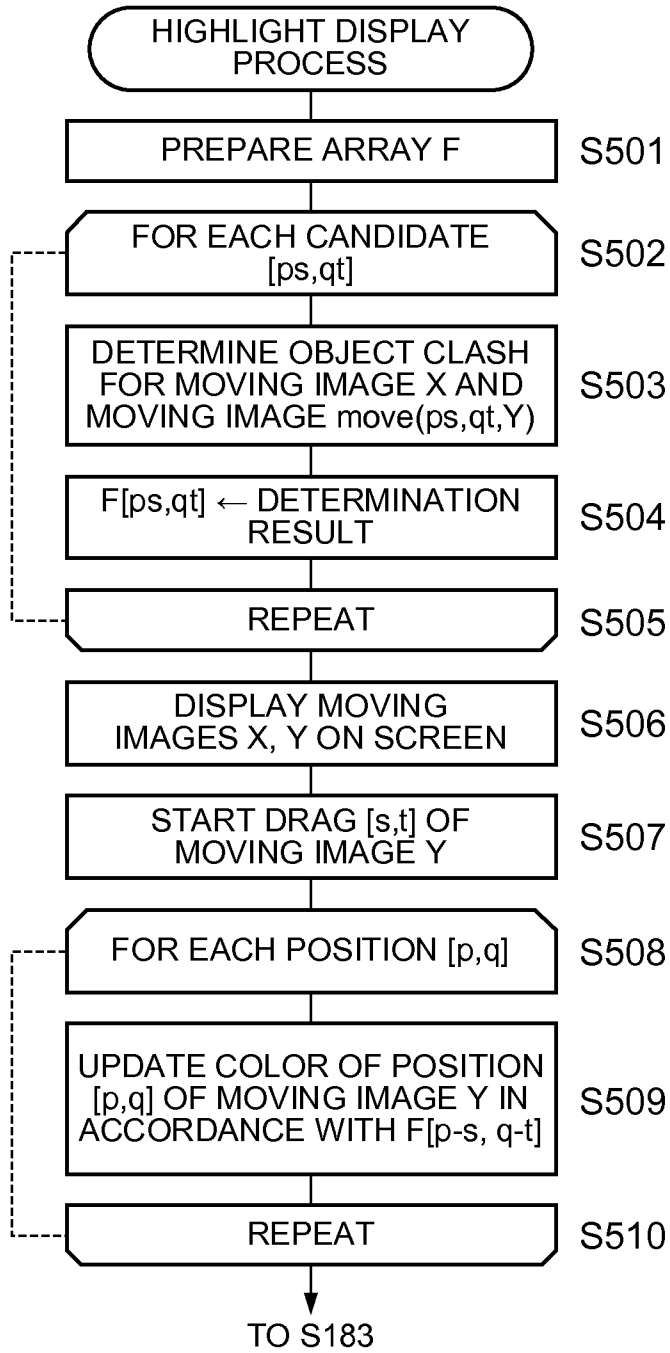 HIGHLIGHT DISPLAY
PROCESS
PREPARE ARRAY F
S501
FOR EACH CANDIDATE
[ps,qt]
S502
DETERMINE OBJECT CLASH
FOR MOVING IMAGE X AND
MOVING IMAGE move(ps,qt,Y)
S503
F[ps,qt] ← DETERMINATION
RESULT
S504
REPEAT
S505
DISPLAY MOVING
IMAGES X, Y ON SCREEN
S506
START DRAG [s,t] OF
MOVING IMAGE Y
S507
FOR EACH POSITION [p,q]
S508
UPDATE COLOR OF POSITION
[p,q] OF MOVING IMAGE Y IN
ACCORDANCE WITH F[p-s, q-t]
S509
REPEAT
S510
TO S183